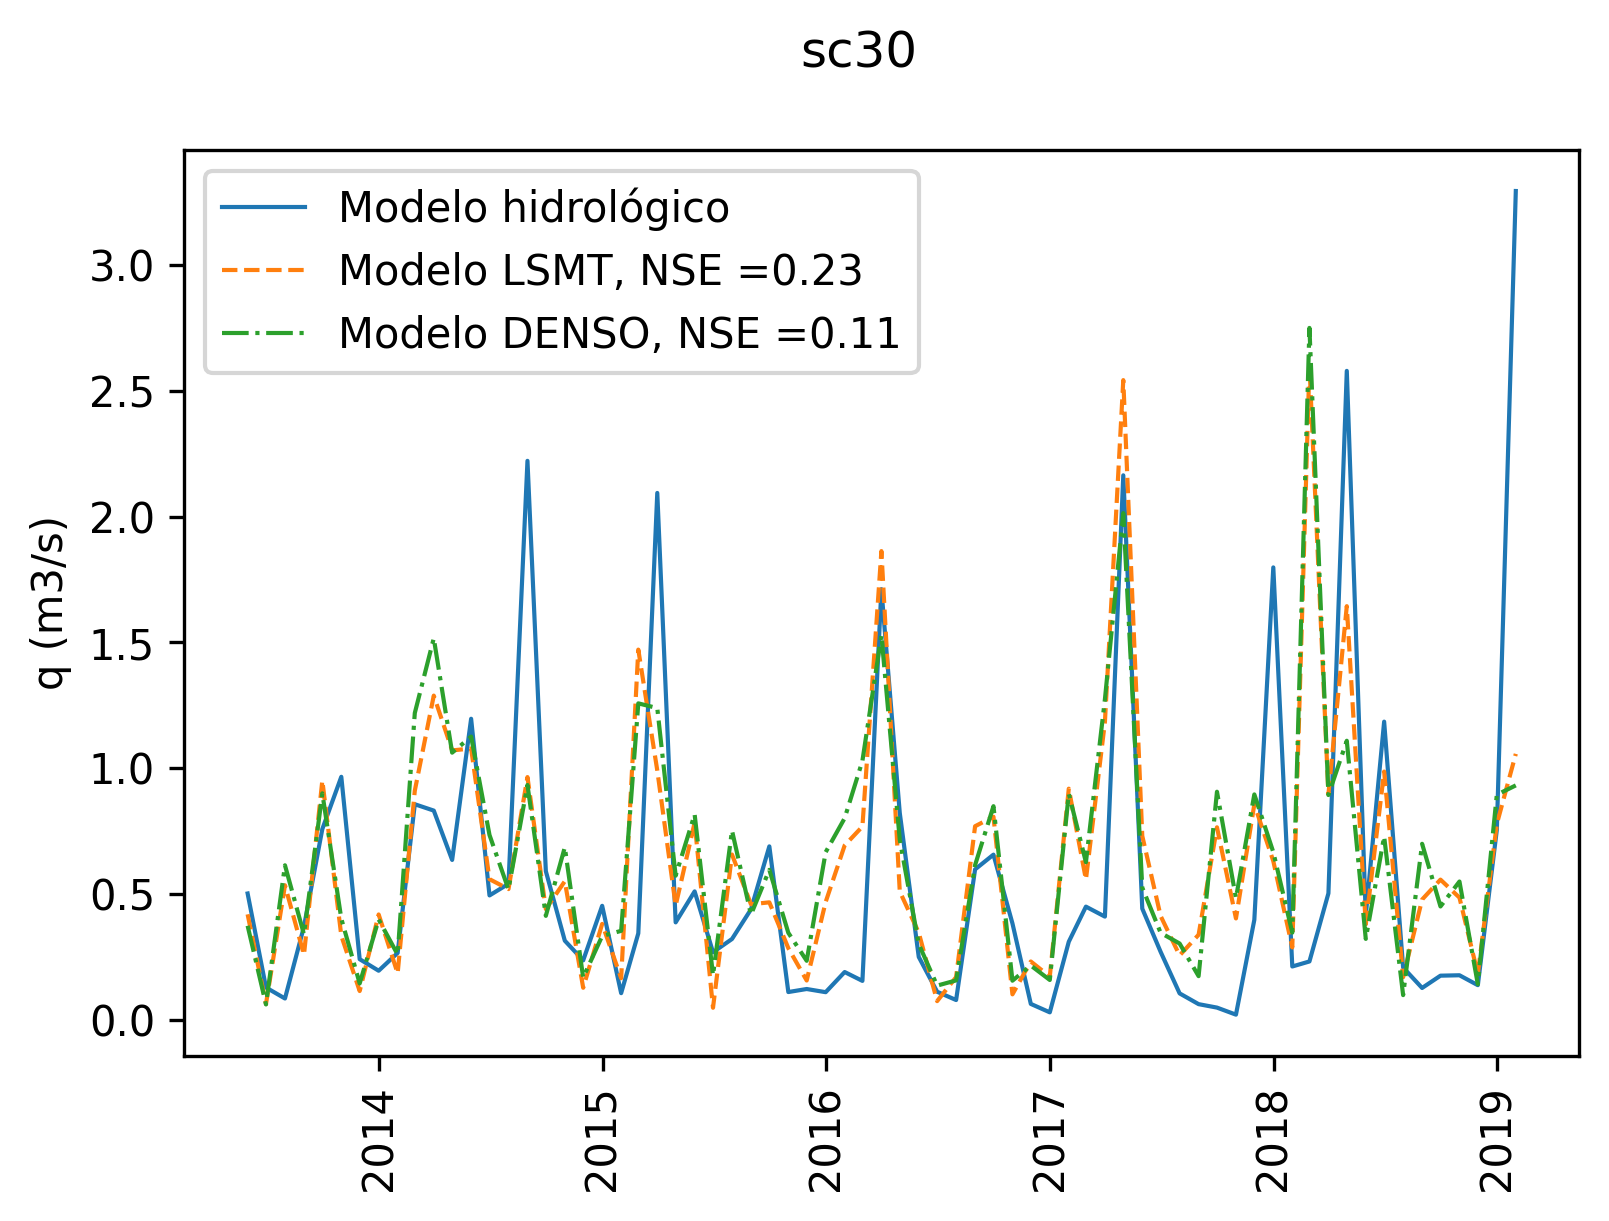 sc30
Modelo hidrológico
Modelo LSMT, NSE =0.23
Modelo DENSO, NSE =0.11
q (m3/s)
3.0
2.5
2.0
1.5
1.0
0.5
0.0
2014
2015
2016
2017
2018
2019